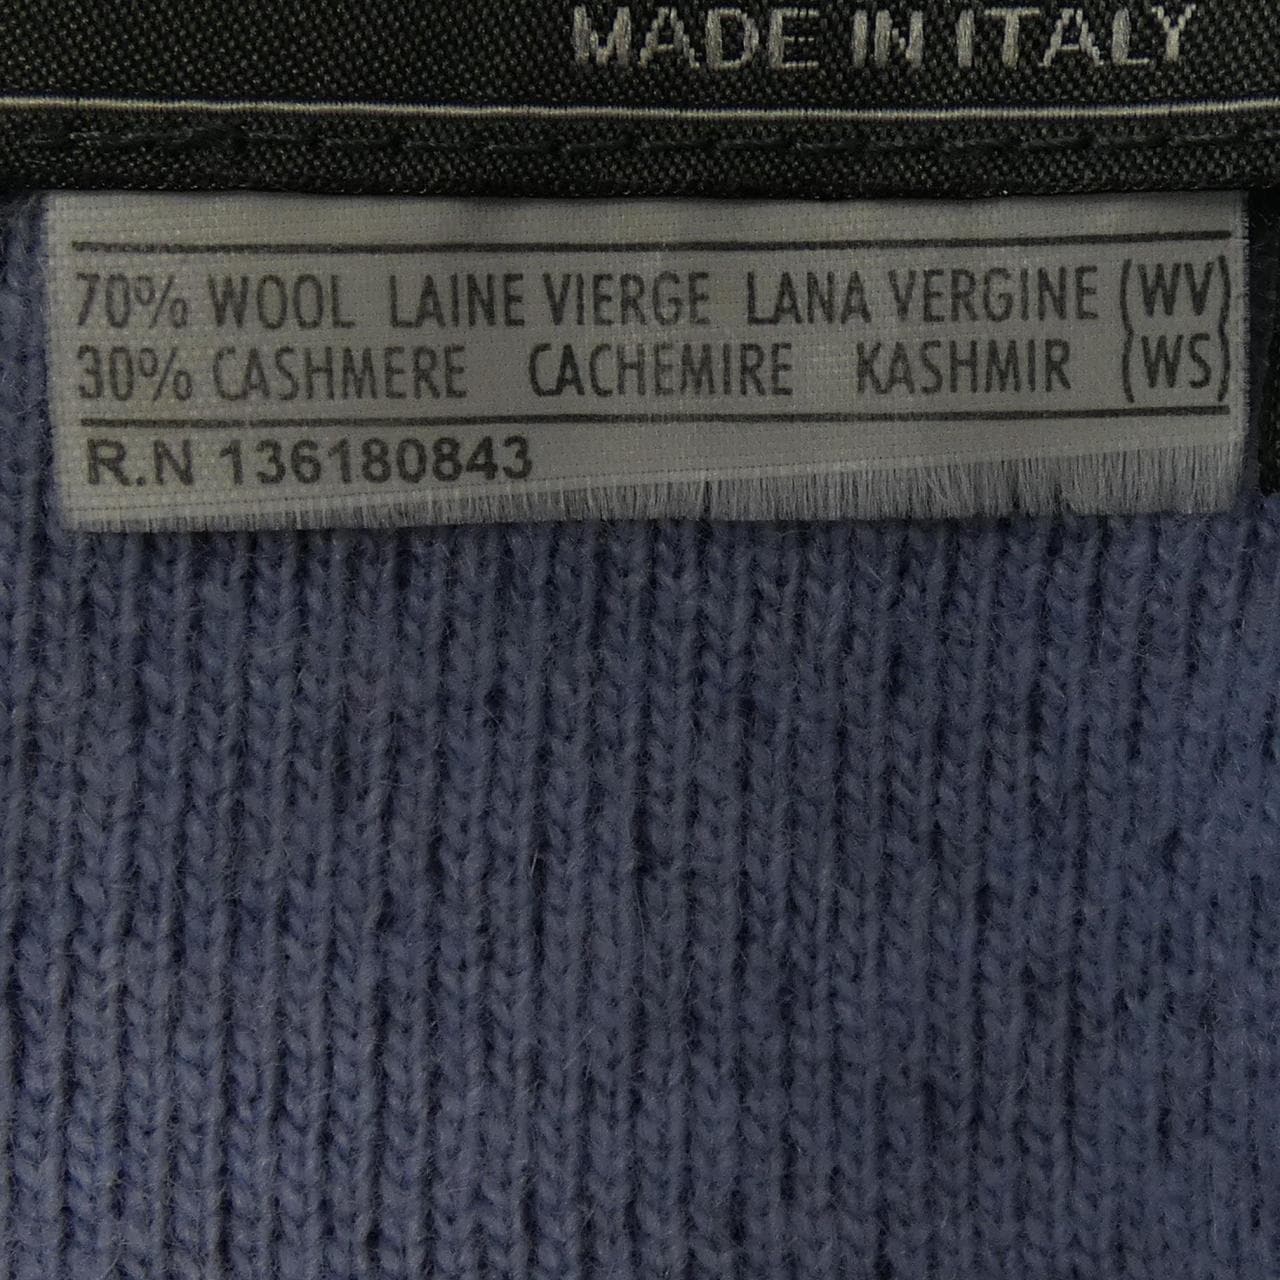 MADE IN ITALY
70% WOOL LAINE VIERGE LANA VERGINE (WV)
30% CASHMERE CACHEMIRE KASHMIR (WS)
R.N 136180843